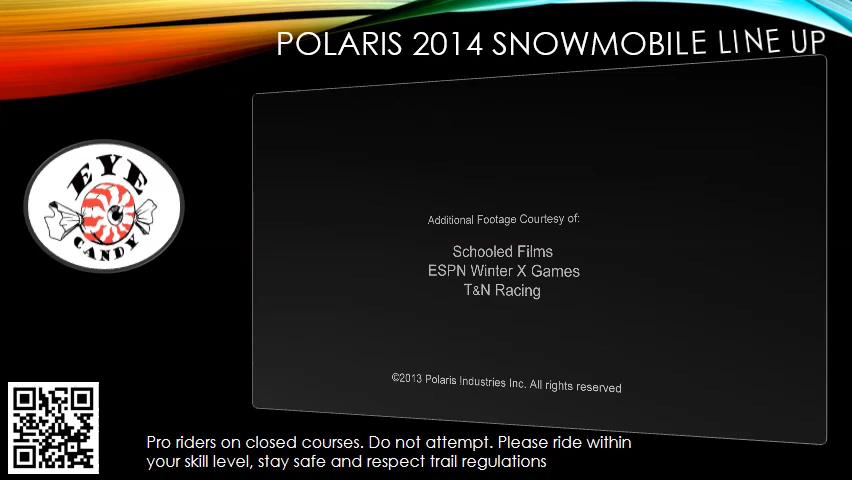 POLARIS 2014 SNOWMOBILE LINE UP
EYE
CANDY
Additional Footage Courtesy of:
Schooled Films
ESPN Winter X Games
T&N Racing
©2013 Polaris Industries Inc. All rights reserved
Pro riders on closed courses. Do not attempt. Please ride within
your skill level, stay safe and respect trail regulations